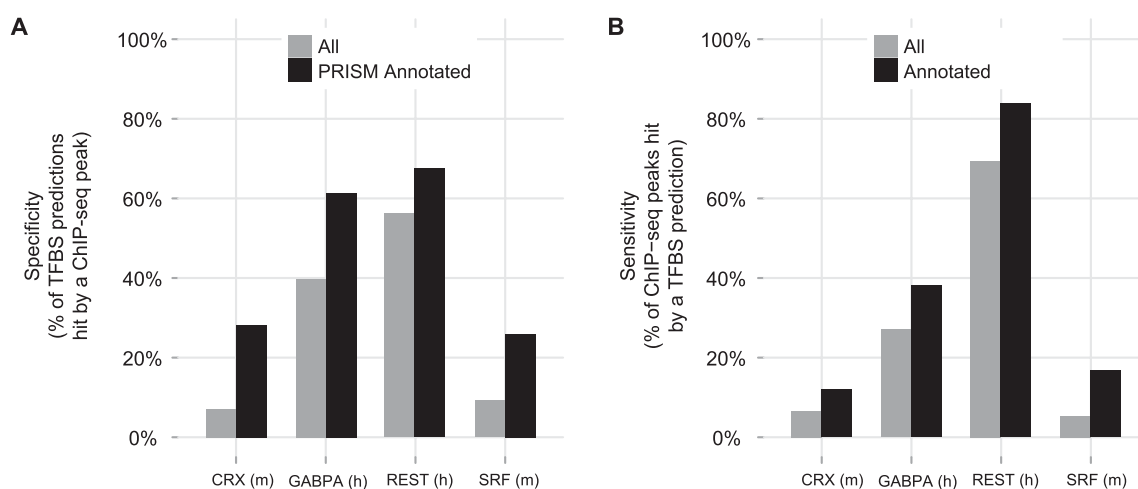 A
Specificity
(% of TFBS predictions
hit by a ChIP-seq peak)
100%
80%
60%
40%
20%
0%
All
PRISM Annotated
CRX (m)
GABPA (h)
REST (h)
SRF (m)
B
Sensitivity
(% of ChIP−seq peaks hit
by a TFBS prediction)
100%
80%
60%
40%
20%
0%
All
Annotated
CRX (m)
GABPA (h)
REST (h)
SRF (m)